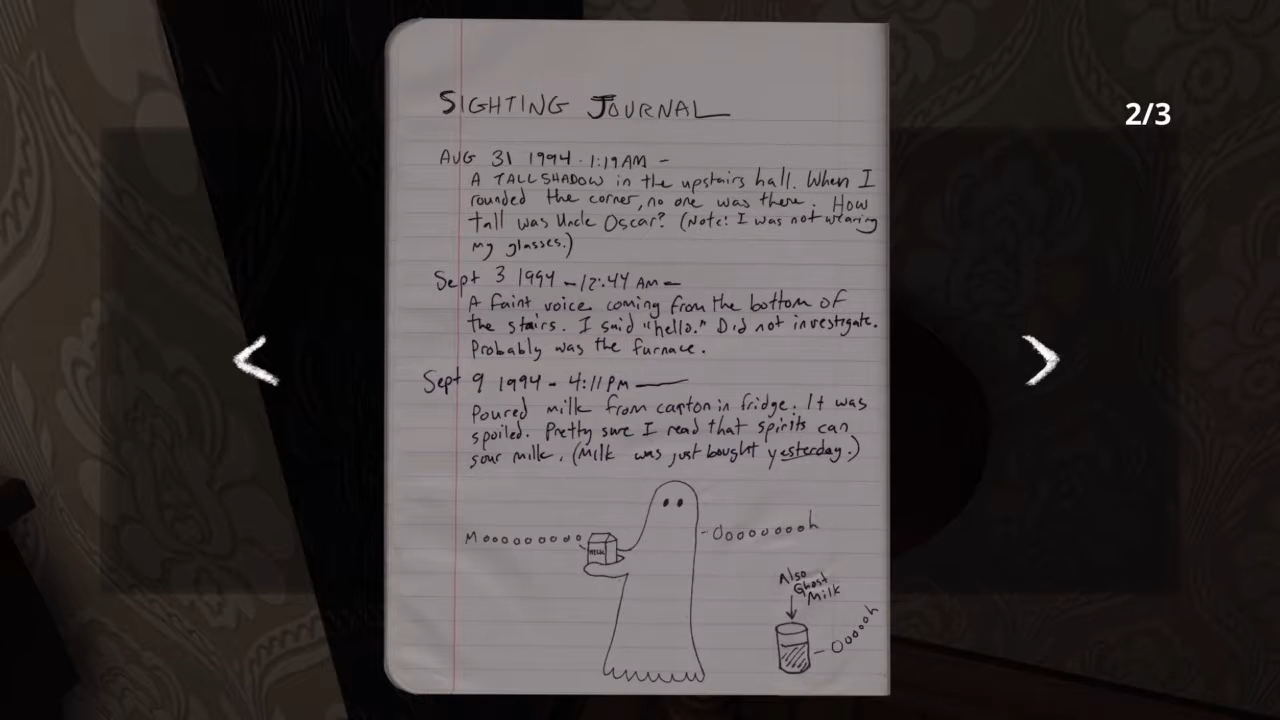 2/3
SIGHTING JOURNAL
AUG 31 1994 - 1:19 AM -
A TALL SHADOW in the upstairs hall. When I
rounded the corner, no one was there. How
tall was Uncle Oscar? (Note: I was not wearing
my glasses.)
Sept 3 1994 - 12:44 AM -
A faint voice coming from the bottom of
the stairs. I said "hello." Did not investigate.
Probably was the furnace.
Sept 9 1994 - 4:11 PM -
Poured milk from carton in fridge. It was
spoiled. Pretty sure I read that spirits can
sour milk. (Milk was just bought yesterday.)
Mooooooooo
MILK
-Oooooooooh
Also
Ghost
Milk
-Oooooh